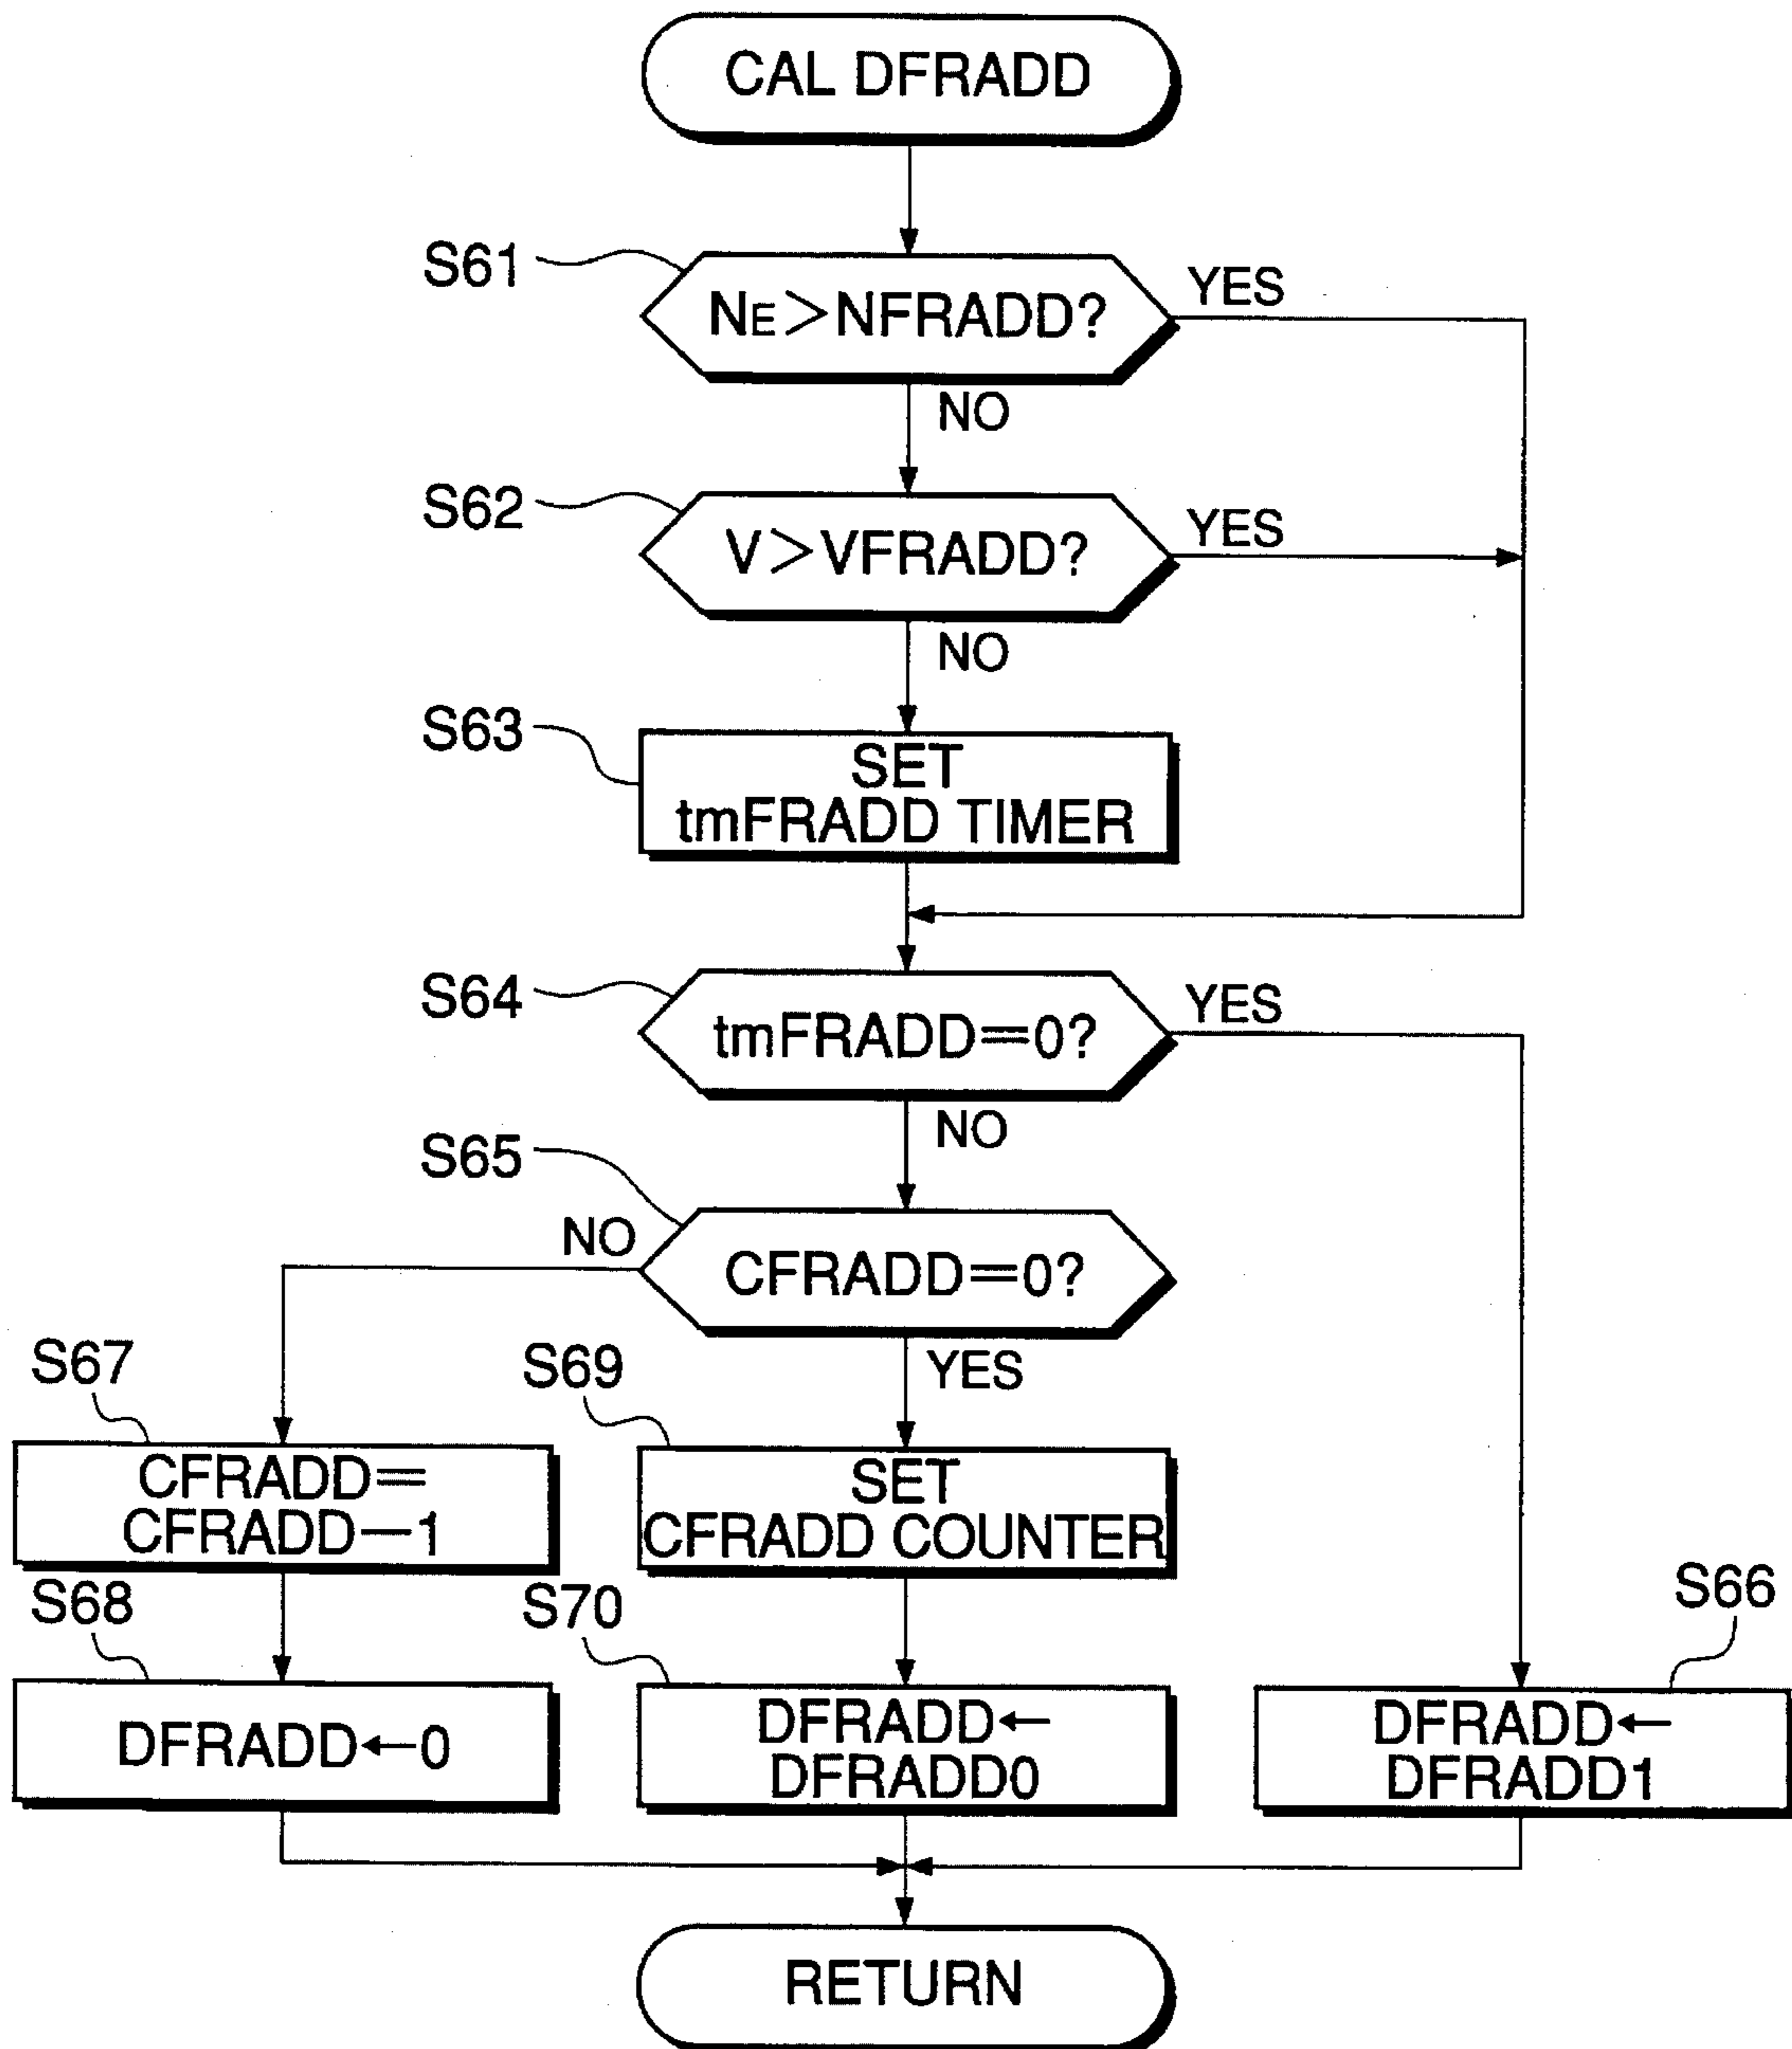 CAL DFRADD
S61
NE>NFRADD?
YES
NO
S62
V>VFRADD?
YES
NO
S63
SET
tmFRADD TIMER
S64
tmFRADD=0?
YES
NO
S65
NO
CFRADD=0?
YES
S67
CFRADD=
CFRADD-1
S69
SET
CFRADD COUNTER
S68
DFRADD←0
S70
DFRADD←
DFRADD0
S66
DFRADD←
DFRADD1
RETURN